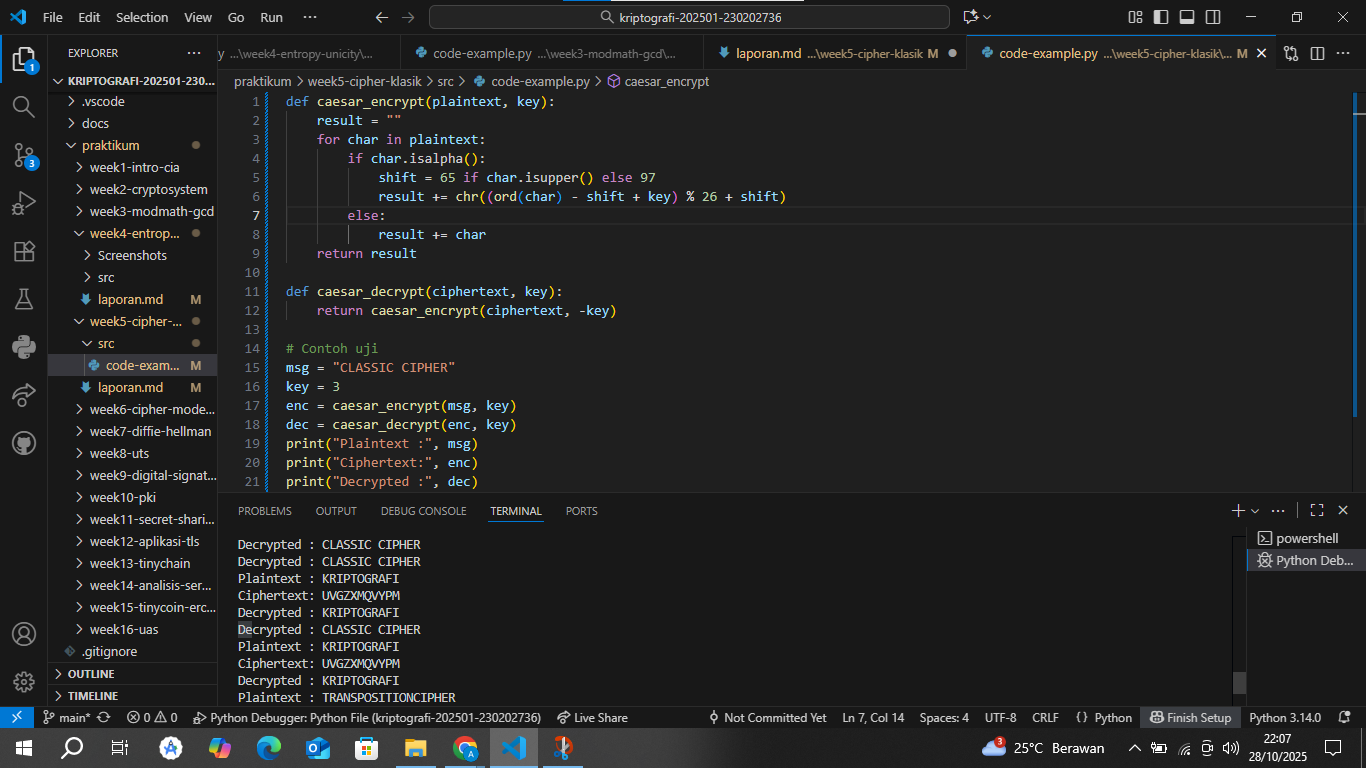 File Edit Selection View Go Run ···
kriptografi-202501-230202736
EXPLORER ···
KRIPTOGRAFI-202501-230...
.vscode
docs
praktikum
week1-intro-cia
week2-cryptosystem
week3-modmath-gcd
week4-entrop...
Screenshots
src
laporan.md M
week5-cipher-...
src
code-exam... M
laporan.md M
week6-cipher-mode...
week7-diffie-hellman
week8-uts
week9-digital-signat...
week10-pki
week11-secret-shari...
week12-aplikasi-tls
week13-tinychain
week14-analisis-ser...
week15-tinycoin-erc...
week16-uas
.gitignore
OUTLINE
TIMELINE
1
3
y ...\week4-entropy-unicity\...
code-example.py ...\week3-modmath-gcd\...
laporan.md ...\week5-cipher-klasik M
code-example.py ...\week5-cipher-klasik\... M
praktikum > week5-cipher-klasik > src > code-example.py > caesar_encrypt
1 def caesar_encrypt(plaintext, key):
2 result = ""
3 for char in plaintext:
4 if char.isalpha():
5 shift = 65 if char.isupper() else 97
6 result += chr((ord(char) - shift + key) % 26 + shift)
7 else:
8 result += char
9 return result
10
11 def caesar_decrypt(ciphertext, key):
12 return caesar_encrypt(ciphertext, -key)
13
14 # Contoh uji
15 msg = "CLASSIC CIPHER"
16 key = 3
17 enc = caesar_encrypt(msg, key)
18 dec = caesar_decrypt(enc, key)
19 print("Plaintext :", msg)
20 print("Ciphertext:", enc)
21 print("Decrypted :", dec)
PROBLEMS OUTPUT DEBUG CONSOLE TERMINAL PORTS
Decrypted : CLASSIC CIPHER
Decrypted : CLASSIC CIPHER
Plaintext : KRIPTOGRAFI
Ciphertext: UVGZXMQVYPM
Decrypted : KRIPTOGRAFI
Decrypted : CLASSIC CIPHER
Plaintext : KRIPTOGRAFI
Ciphertext: UVGZXMQVYPM
Decrypted : KRIPTOGRAFI
Plaintext : TRANSPOSITIONCIPHER
powershell
Python Deb...
main* 0 0 Python Debugger: Python File (kriptografi-202501-230202736) Live Share Not Committed Yet Ln 7, Col 14 Spaces: 4 UTF-8 CRLF {} Python Finish Setup Python 3.14.0
3 25°C Berawan
22:07
28/10/2025